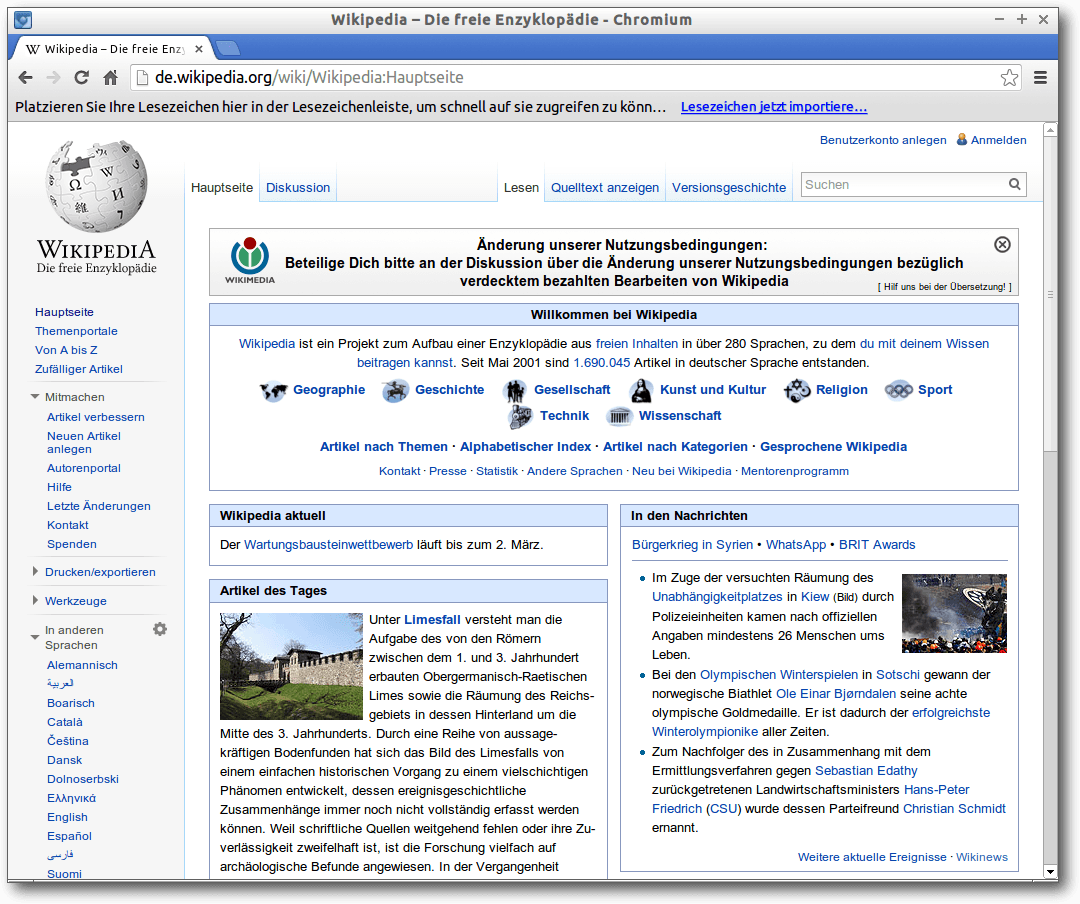 Wikipedia – Die freie Enzyklopädie - Chromium
Wikipedia – Die freie Enzy
de.wikipedia.org/wiki/Wikipedia:Hauptseite
Platzieren Sie Ihre Lesezeichen hier in der Lesezeichenleiste, um schnell auf sie zugreifen zu könn… Lesezeichen jetzt importiere…
Benutzerkonto anlegen Anmelden
Hauptseite Diskussion Lesen Quelltext anzeigen Versionsgeschichte Suchen
WIKIPEDIA
Die freie Enzyklopädie
Hauptseite
Themenportale
Von A bis Z
Zufälliger Artikel
Mitmachen
Artikel verbessern
Neuen Artikel
anlegen
Autorenportal
Hilfe
Letzte Änderungen
Kontakt
Spenden
Drucken/exportieren
Werkzeuge
In anderen
Sprachen
Alemannisch
العربية
Boarisch
Català
Čeština
Dansk
Dolnoserbski
Ελληνικά
English
Español
فارسی
Suomi
WIKIMEDIA
Änderung unserer Nutzungsbedingungen:
Beteilige Dich bitte an der Diskussion über die Änderung unserer Nutzungsbedingungen bezüglich
verdecktem bezahlten Bearbeiten von Wikipedia
[ Hilf uns bei der Übersetzung! ]
Willkommen bei Wikipedia
Wikipedia ist ein Projekt zum Aufbau einer Enzyklopädie aus freien Inhalten in über 280 Sprachen, zu dem du mit deinem Wissen
beitragen kannst. Seit Mai 2001 sind 1.690.045 Artikel in deutscher Sprache entstanden.
Geographie Geschichte Gesellschaft Kunst und Kultur Religion Sport
Technik Wissenschaft
Artikel nach Themen · Alphabetischer Index · Artikel nach Kategorien · Gesprochene Wikipedia
Kontakt · Presse · Statistik · Andere Sprachen · Neu bei Wikipedia · Mentorenprogramm
Wikipedia aktuell
Der Wartungsbausteinwettbewerb läuft bis zum 2. März.
Artikel des Tages
Unter Limesfall versteht man die
Aufgabe des von den Römern
zwischen dem 1. und 3. Jahrhundert
erbauten Obergermanisch-Raetischen
Limes sowie die Räumung des Reichs-
gebiets in dessen Hinterland um die
Mitte des 3. Jahrhunderts. Durch eine Reihe von aussage-
kräftigen Bodenfunden hat sich das Bild des Limesfalls von
einem einfachen historischen Vorgang zu einem vielschichtigen
Phänomen entwickelt, dessen ereignisgeschichtliche
Zusammenhänge immer noch nicht vollständig erfasst werden
können. Weil schriftliche Quellen weitgehend fehlen oder ihre Zu-
verlässigkeit zweifelhaft ist, ist die Forschung vielfach auf
archäologische Befunde angewiesen. In der Vergangenheit
In den Nachrichten
Bürgerkrieg in Syrien • WhatsApp • BRIT Awards
• Im Zuge der versuchten Räumung des
Unabhängigkeitplatzes in Kiew (Bild) durch
Polizeieinheiten kamen nach offiziellen
Angaben mindestens 26 Menschen ums
Leben.
• Bei den Olympischen Winterspielen in Sotschi gewann der
norwegische Biathlet Ole Einar Bjørndalen seine achte
olympische Goldmedaille. Er ist dadurch der erfolgreichste
Winterolympionike aller Zeiten.
• Zum Nachfolger des in Zusammenhang mit dem
Ermittlungsverfahren gegen Sebastian Edathy
zurückgetretenen Landwirtschaftsministers Hans-Peter
Friedrich (CSU) wurde dessen Parteifreund Christian Schmidt
ernannt.
Weitere aktuelle Ereignisse · Wikinews